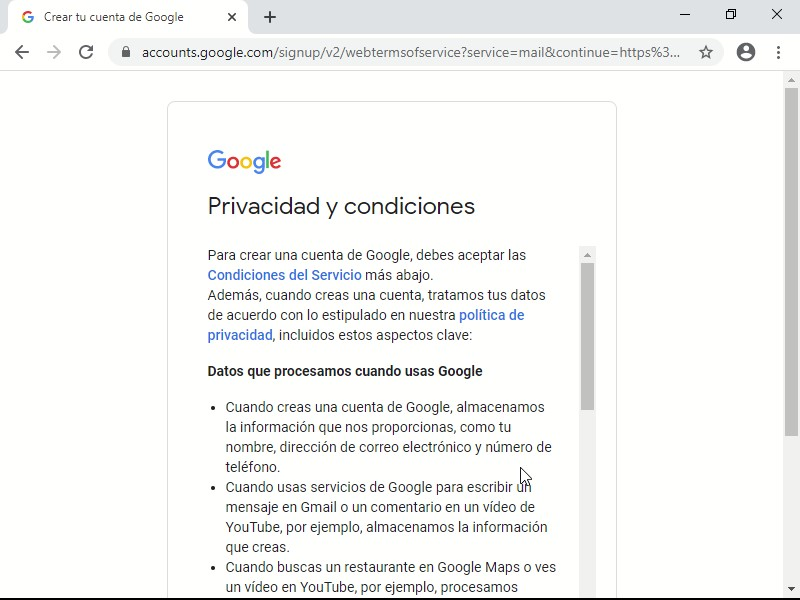 Crear tu cuenta de Google
accounts.google.com/signup/v2/webtermsofservice?service=mail&continue=https%3...
Google
Privacidad y condiciones
Para crear una cuenta de Google, debes aceptar las
Condiciones del Servicio más abajo.
Además, cuando creas una cuenta, tratamos tus datos
de acuerdo con lo estipulado en nuestra política de
privacidad, incluidos estos aspectos clave:
Datos que procesamos cuando usas Google
• Cuando creas una cuenta de Google, almacenamos
la información que nos proporcionas, como tu
nombre, dirección de correo electrónico y número de
teléfono.
• Cuando usas servicios de Google para escribir un
mensaje en Gmail o un comentario en un vídeo de
YouTube, por ejemplo, almacenamos la información
que creas.
• Cuando buscas un restaurante en Google Maps o ves
un vídeo en YouTube, por ejemplo, procesamos